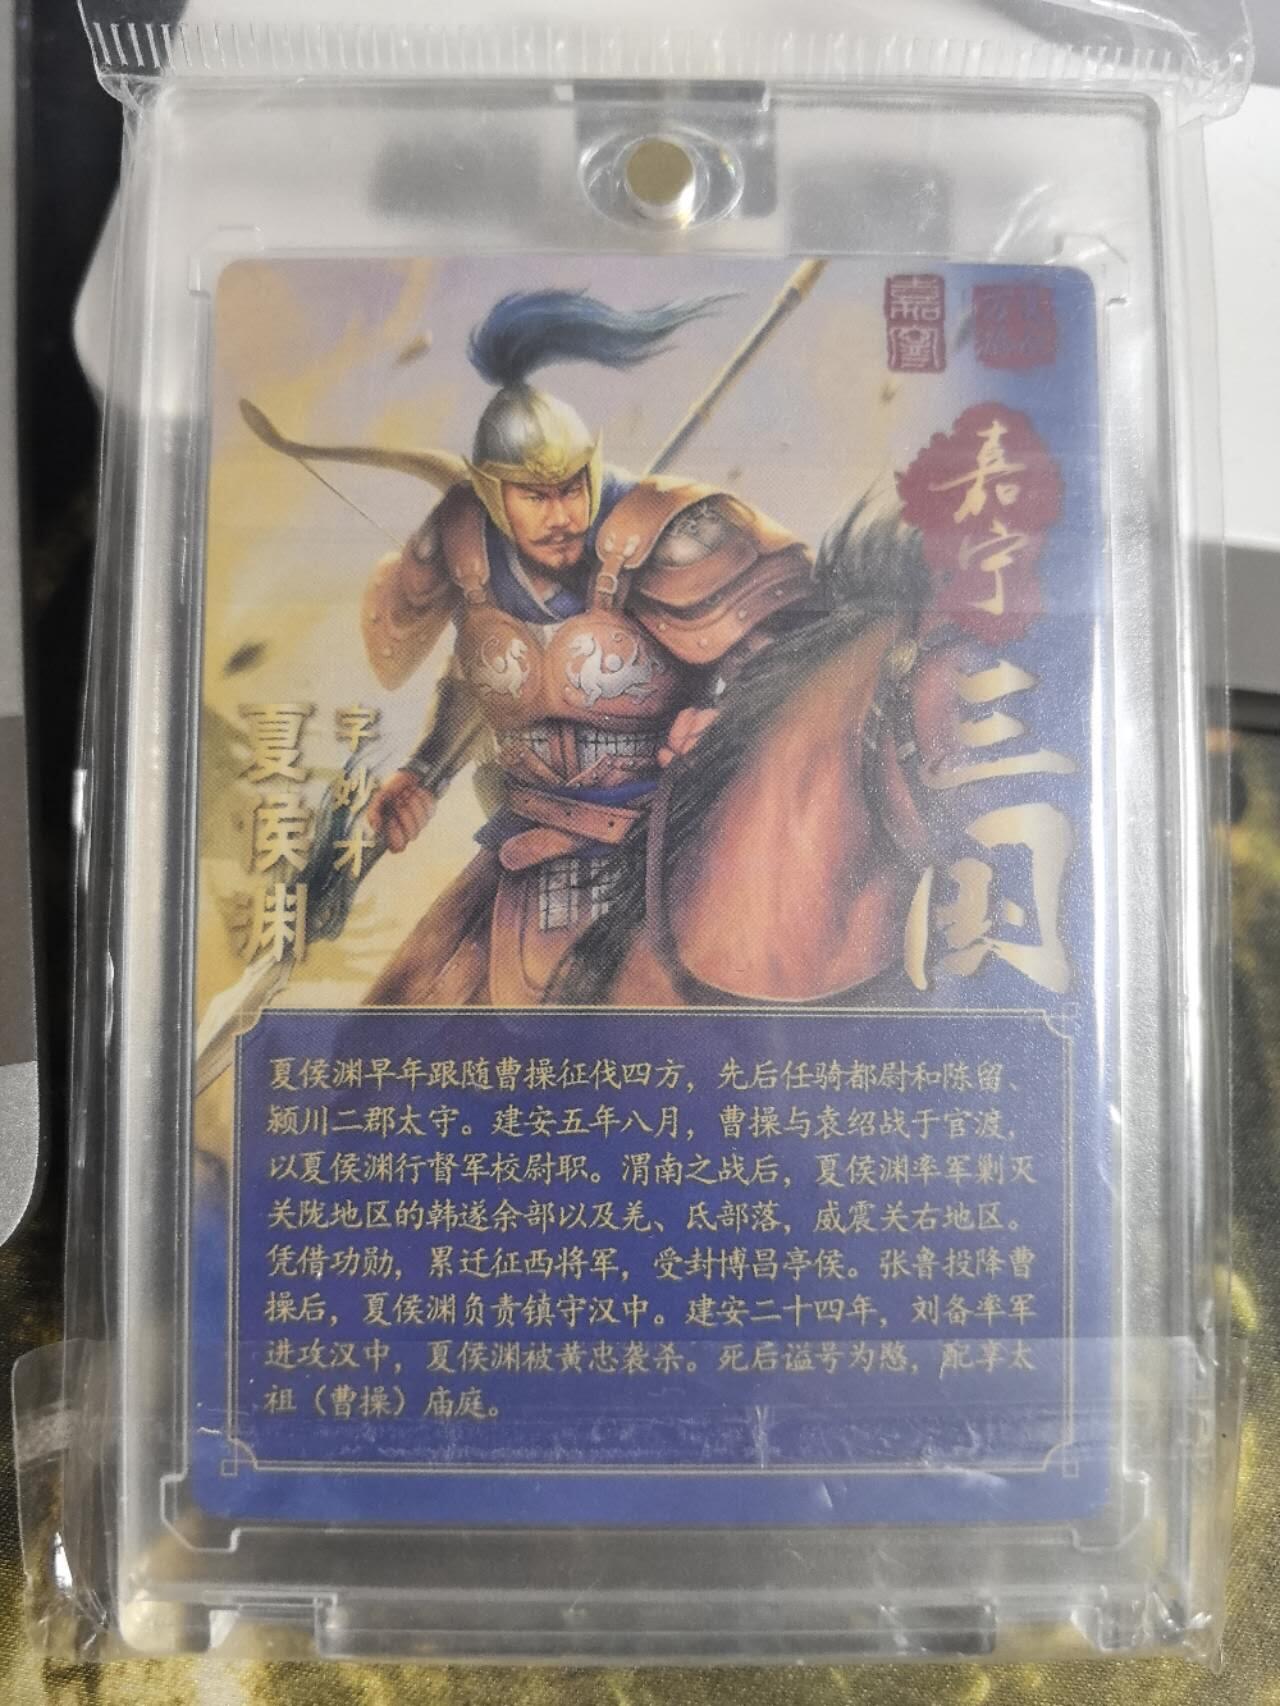 嘉宇
嘉宇
三国
夏侯渊
字妙才
夏侯渊早年跟随曹操征伐四方，先后任骑都尉和陈留、
颍川二郡太守。建安五年八月，曹操与袁绍战于官渡，
以夏侯渊行督军校尉职。渭南之战后，夏侯渊率军剿灭
关陇地区的韩遂余部以及羌、氐部落，威震关右地区。
凭借功勋，累迁征西将军，受封博昌亭侯。张鲁投降曹
操后，夏侯渊负责镇守汉中。建安二十四年，刘备率军
进攻汉中，夏侯渊被黄忠袭杀。死后谥号为愍，配享太
祖（曹操）庙庭。